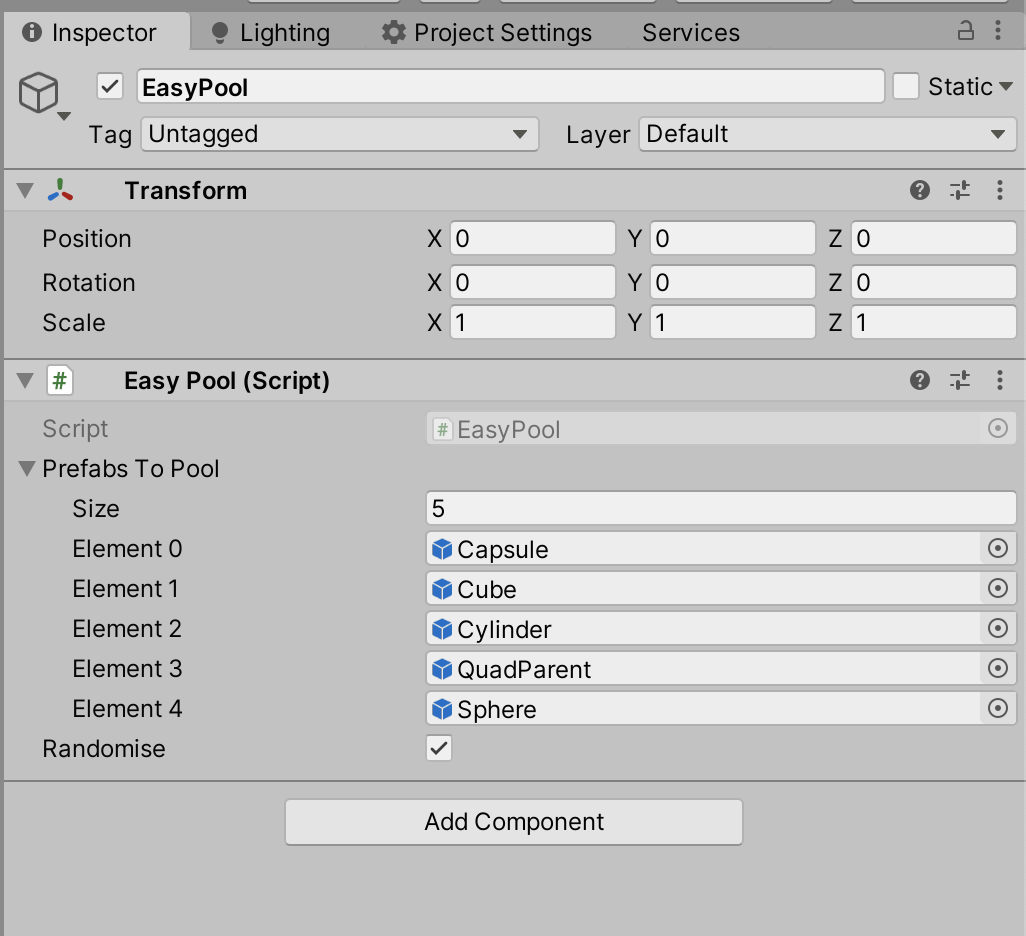 Inspector Lighting Project Settings Services
EasyPool Static
Tag Untagged Layer Default
Transform
Position X 0 Y 0 Z 0
Rotation X 0 Y 0 Z 0
Scale X 1 Y 1 Z 1
# Easy Pool (Script)
Script # EasyPool
Prefabs To Pool
Size 5
Element 0 Capsule
Element 1 Cube
Element 2 Cylinder
Element 3 QuadParent
Element 4 Sphere
Randomise
Add Component